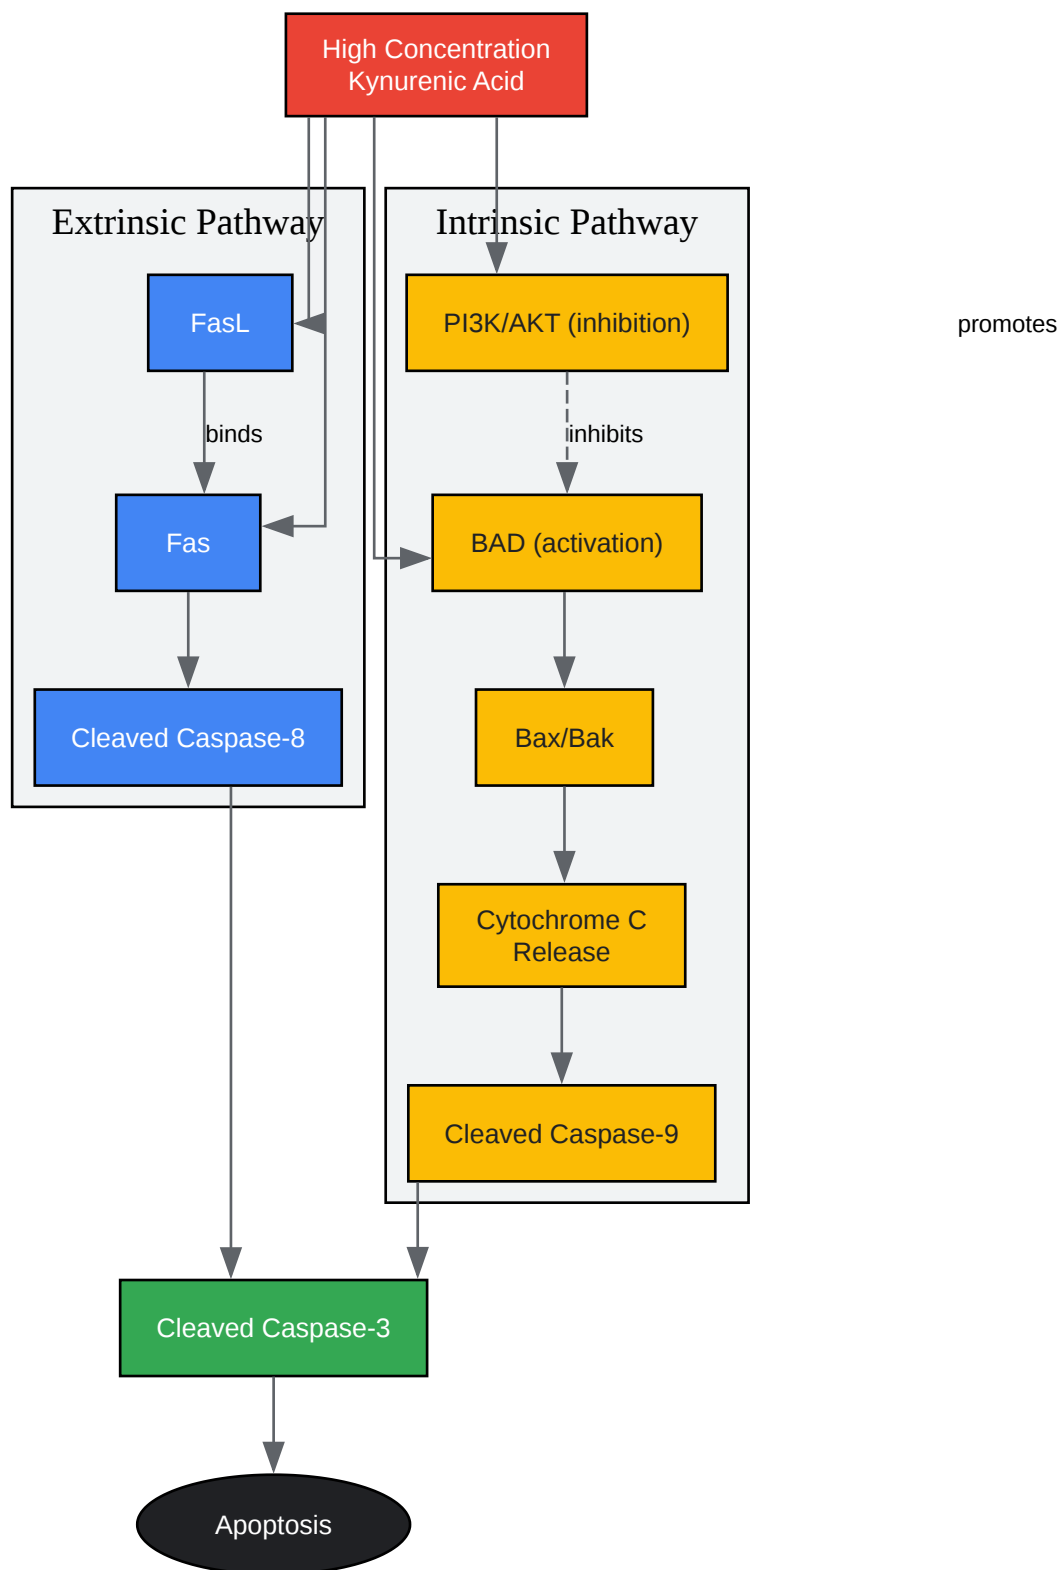 High Concentration
Kynurenic Acid
Extrinsic Pathway
Intrinsic Pathway
FasL
PI3K/AKT (inhibition)
promotes
binds
inhibits
Fas
BAD (activation)
Cleaved Caspase-8
Bax/Bak
Cytochrome C
Release
Cleaved Caspase-9
Cleaved Caspase-3
Apoptosis